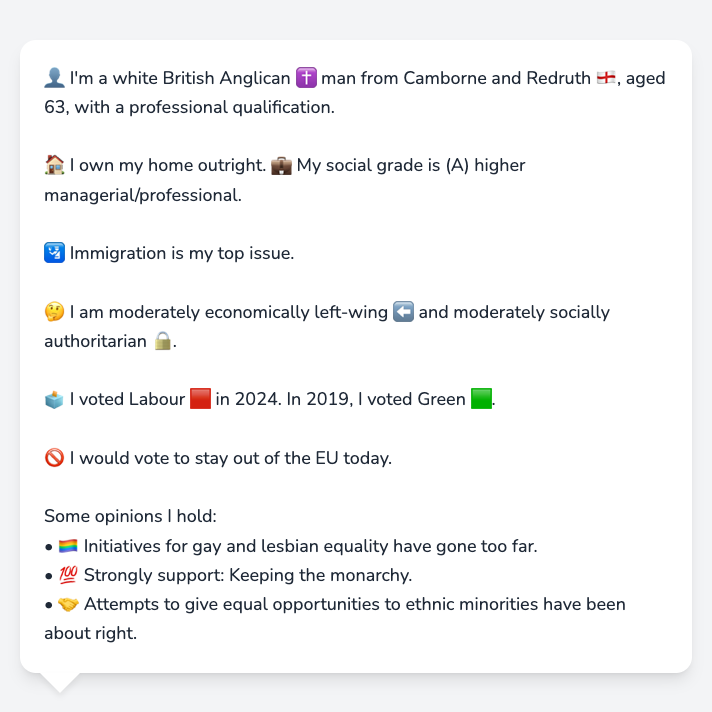 👤 I'm a white British Anglican ✝️ man from Camborne and Redruth 🏴󠁧󠁢󠁥󠁮󠁧󠁿, aged
63, with a professional qualification.
🏠 I own my home outright. 💼 My social grade is (A) higher
managerial/professional.
🛂 Immigration is my top issue.
🤔 I am moderately economically left-wing ⬅️ and moderately socially
authoritarian 🔒.
🗳️ I voted Labour 🟥 in 2024. In 2019, I voted Green 🟩.
🚫 I would vote to stay out of the EU today.
Some opinions I hold:
• 🏳️‍🌈 Initiatives for gay and lesbian equality have gone too far.
• 💯 Strongly support: Keeping the monarchy.
• 🤝 Attempts to give equal opportunities to ethnic minorities have been
about right.